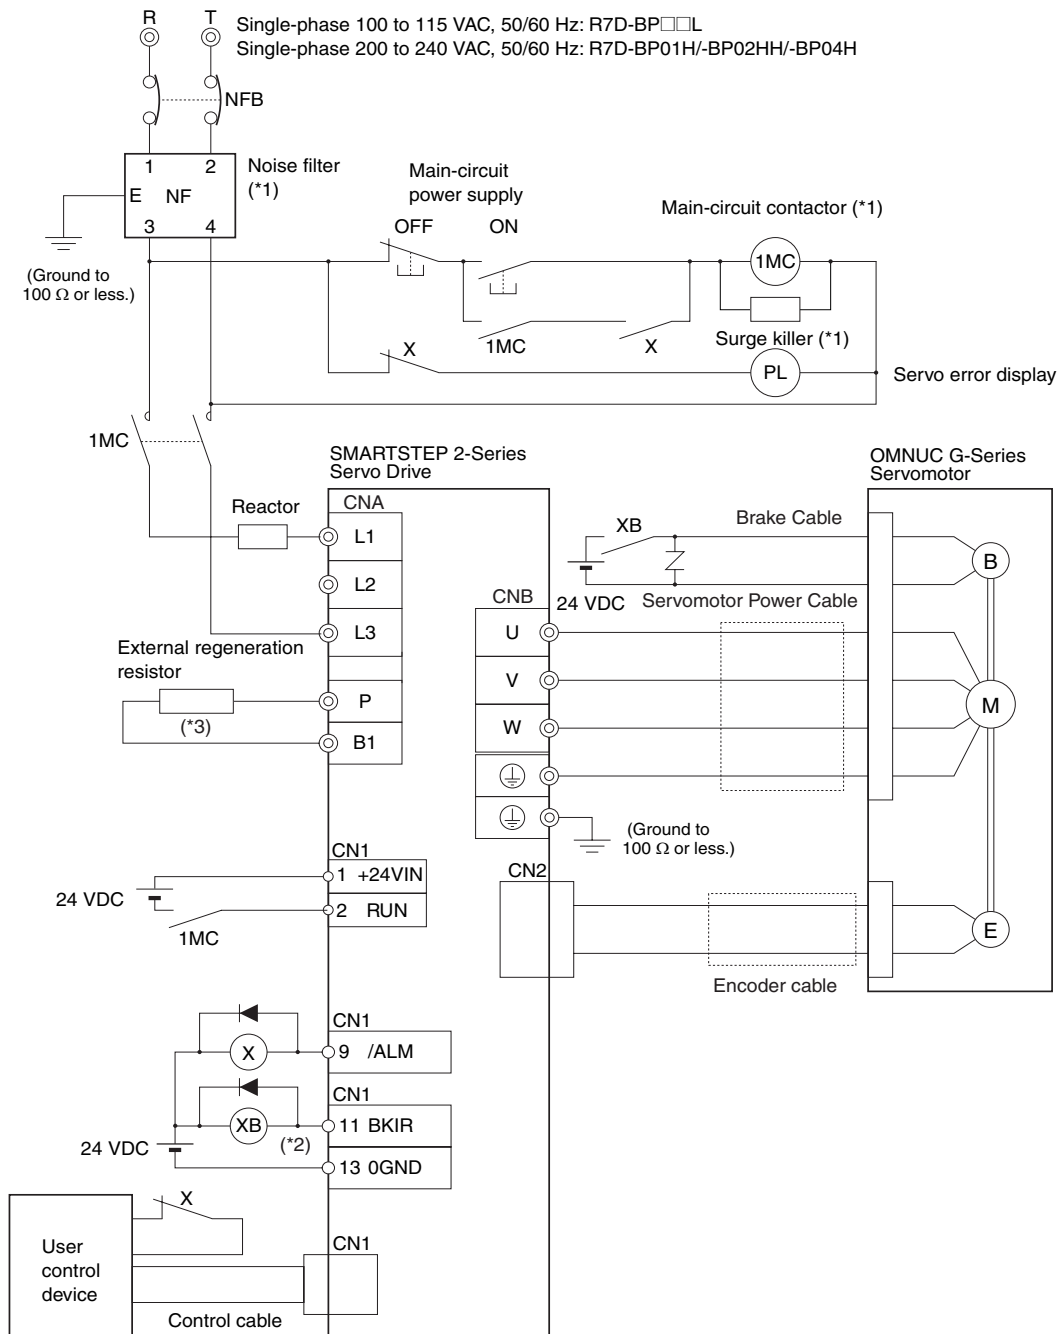 R T
Single-phase 100 to 115 VAC, 50/60 Hz: R7D-BP□□L
Single-phase 200 to 240 VAC, 50/60 Hz: R7D-BP01H/-BP02HH/-BP04H
NFB
1 2
E NF
3 4
Noise filter
(*1)
(Ground to
100 Ω or less.)
Main-circuit
power supply
OFF ON
Main-circuit contactor (*1)
1MC
1MC
X
Surge killer (*1)
X
PL
Servo error display
1MC
SMARTSTEP 2-Series
Servo Drive
OMNUC G-Series
Servomotor
Reactor
CNA
L1
L2
L3
P
B1
External regeneration
resistor
(*3)
XB
24 VDC
Brake Cable
B
Servomotor Power Cable
CNB
U
V
W
M
(Ground to
100 Ω or less.)
CN1
1 +24VIN
2 RUN
24 VDC
1MC
CN2
E
Encoder cable
CN1
9 /ALM
X
CN1
11 BKIR
XB
(*2)
24 VDC
13 0GND
X
User
control
device
CN1
Control cable